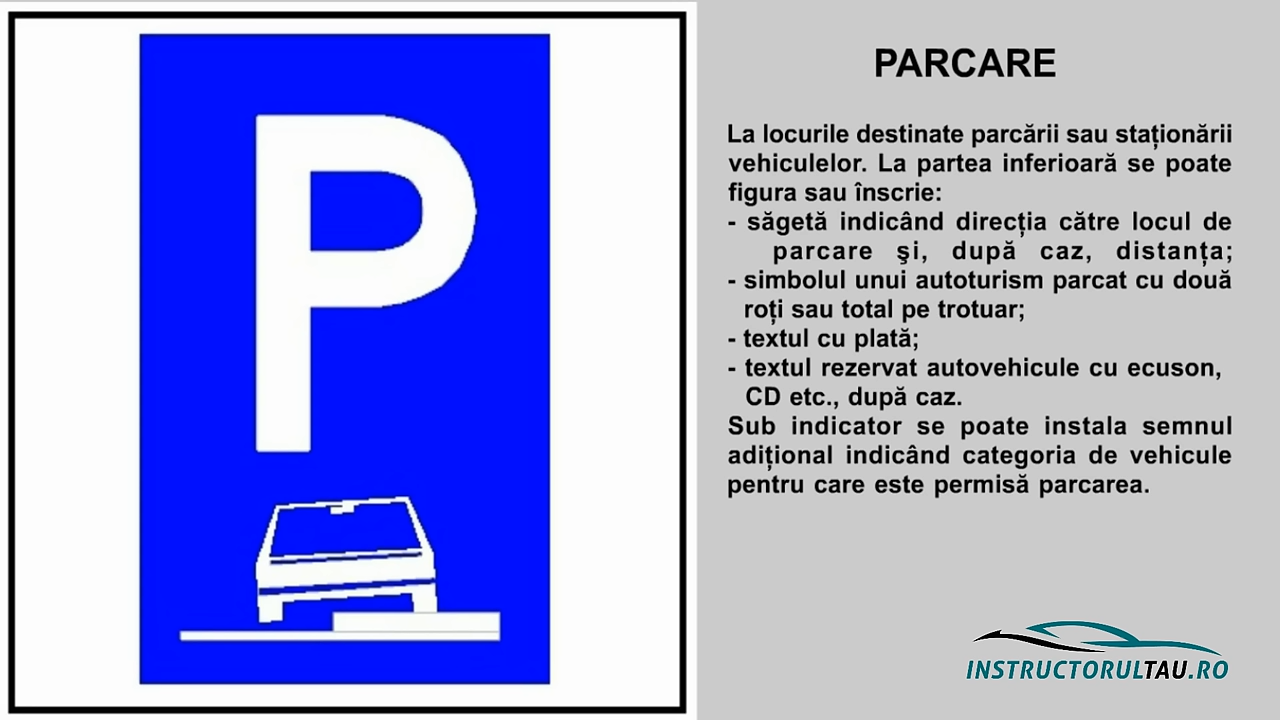 P
PARCARE
La locurile destinate parcării sau staționării
vehiculelor. La partea inferioară se poate
figura sau înscrie:
- săgetă indicând direcția către locul de
parcare şi, după caz, distanța;
- simbolul unui autoturism parcat cu două
roți sau total pe trotuar;
- textul cu plată;
- textul rezervat autovehicule cu ecuson,
CD etc., după caz.
Sub indicator se poate instala semnul
adițional indicând categoria de vehicule
pentru care este permisă parcarea.
INSTRUCTORULTAU.RO